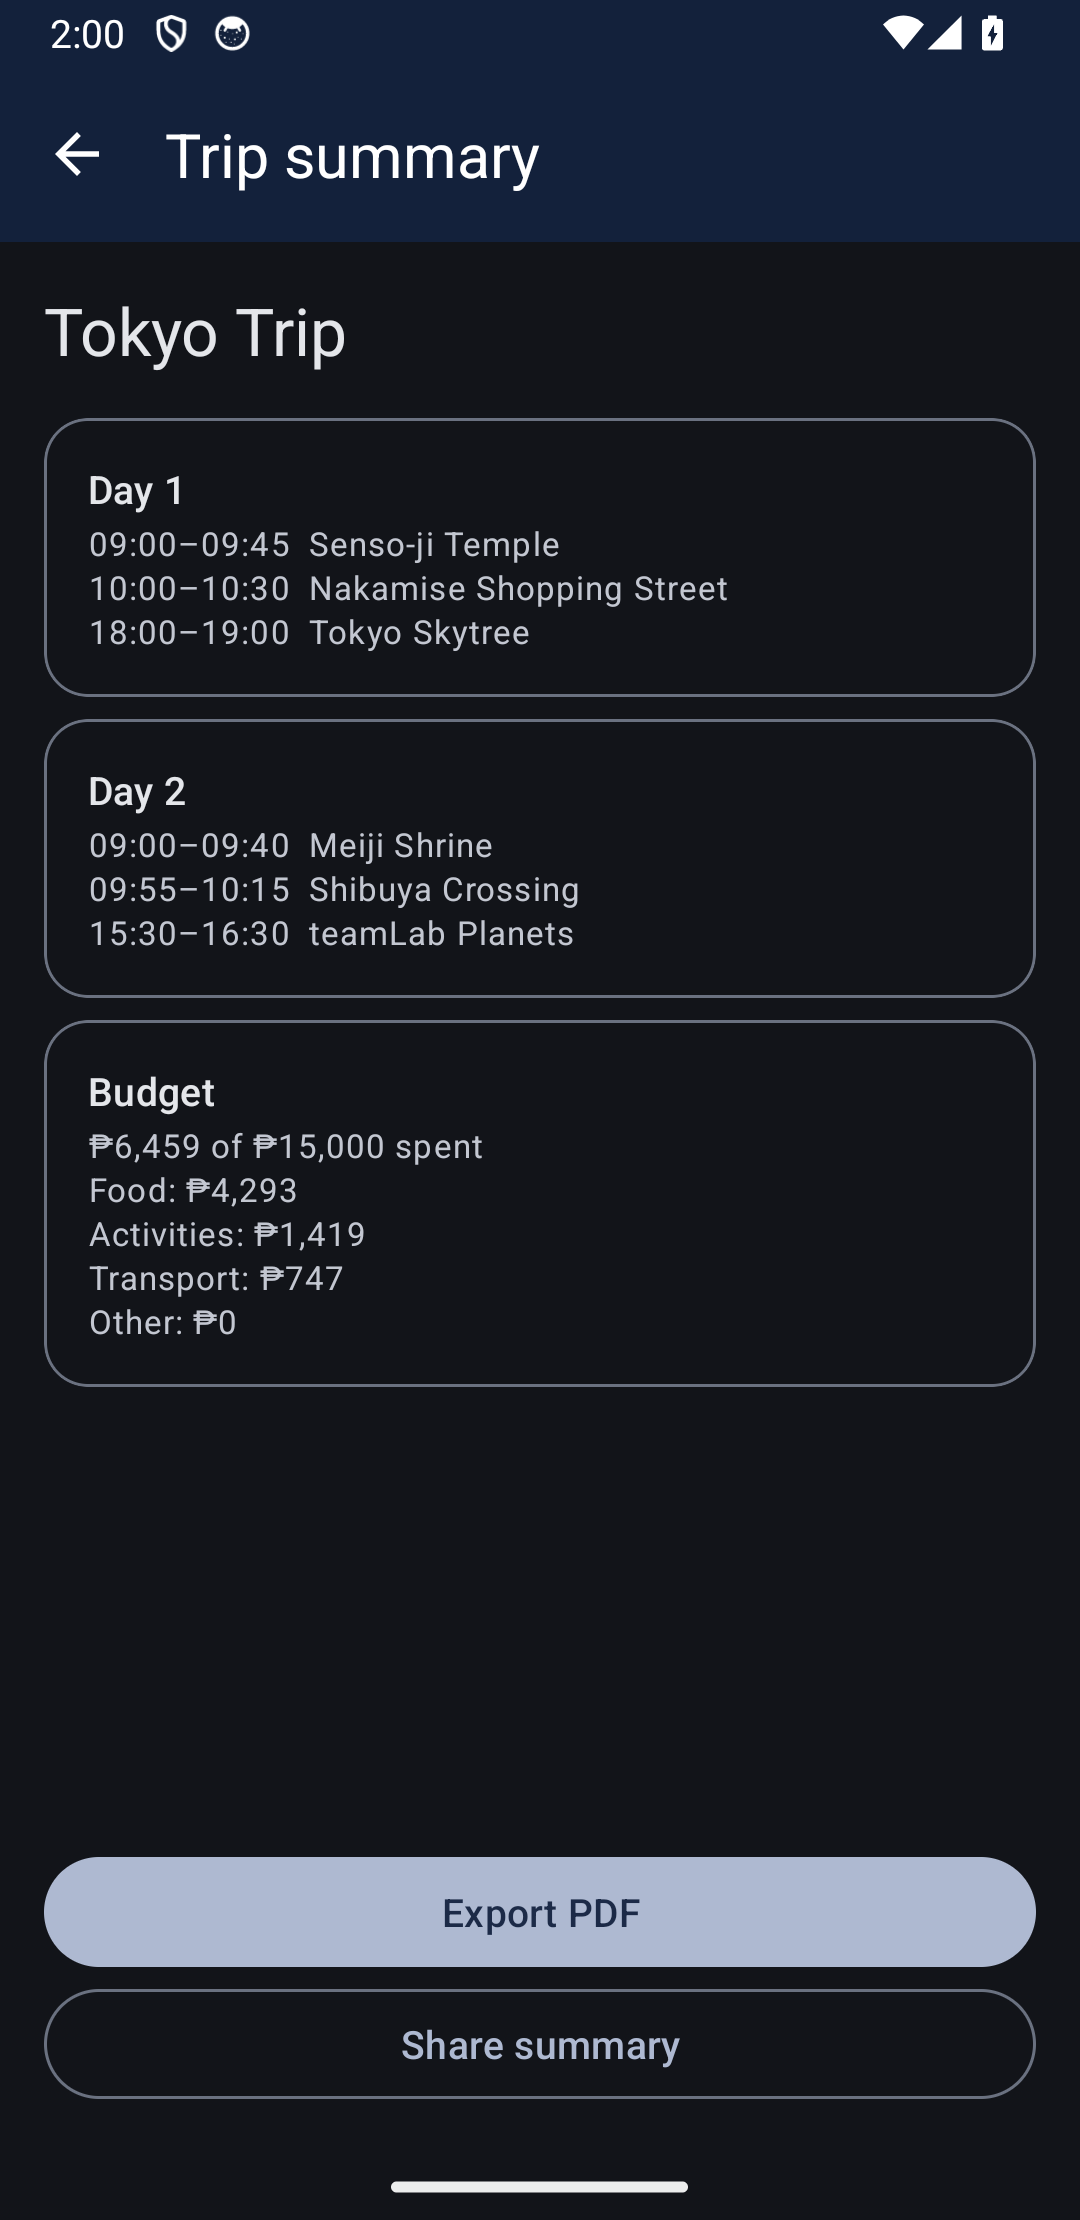 2:00
Trip summary
Tokyo Trip
Day 1
09:00–09:45 Senso-ji Temple
10:00–10:30 Nakamise Shopping Street
18:00–19:00 Tokyo Skytree
Day 2
09:00–09:40 Meiji Shrine
09:55–10:15 Shibuya Crossing
15:30–16:30 teamLab Planets
Budget
₱6,459 of ₱15,000 spent
Food: ₱4,293
Activities: ₱1,419
Transport: ₱747
Other: ₱0
Export PDF
Share summary